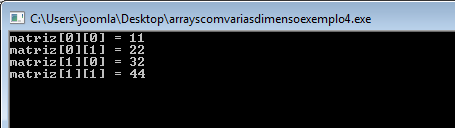 C:\Users\joomla\Desktop\arrayscomvariasdimensoexemplo4.exe
matriz[0][0] = 11
matriz[0][1] = 22
matriz[1][0] = 32
matriz[1][1] = 44